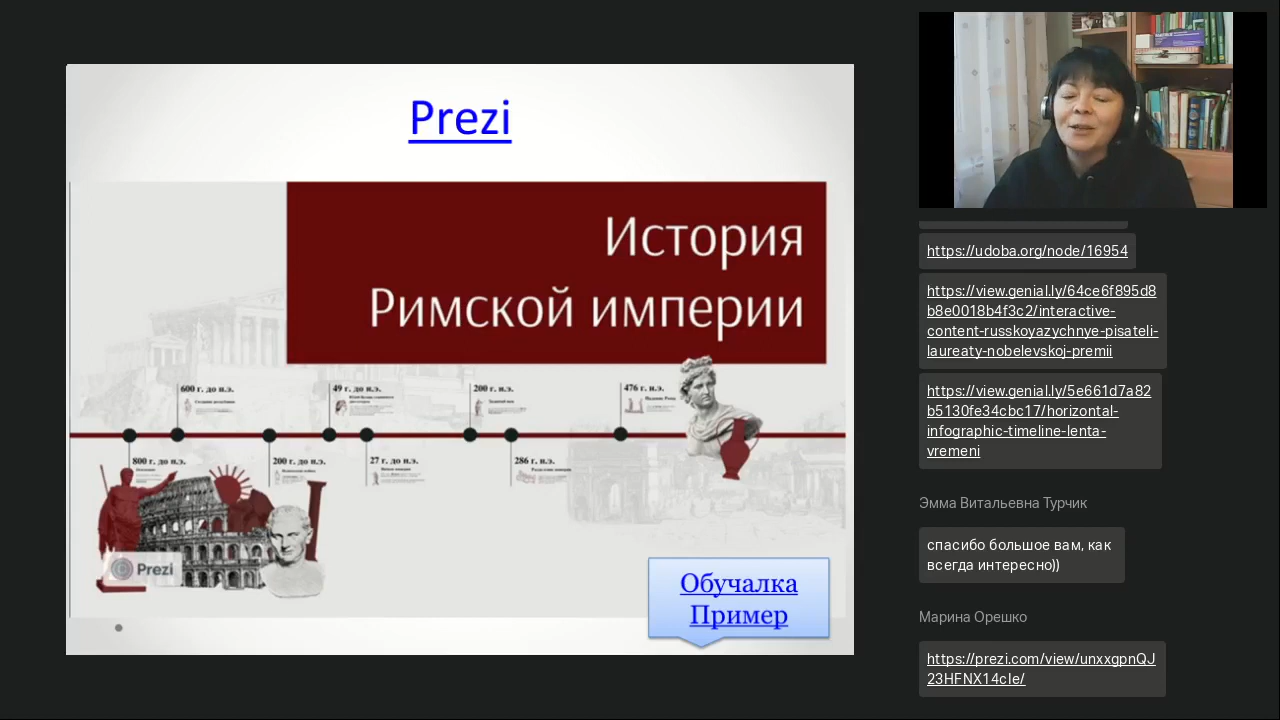 Prezi
История
Римской империи
600 г. до н.э.
49 г. до н.э.
200 г. до н.э.
476 г. н.э.
800 г. до н.э.
200 г. до н.э.
27 г. до н.э.
286 г. н.э.
Prezi
Обучалка
Пример
https://udoba.org/node/16954
https://view.genial.ly/64ce6f895d8
b8e0018b4f3c2/interactive-
content-russkoyazychnye-pisateli-
laureaty-nobelevskoj-premii
https://view.genial.ly/5e661d7a82
b5130fe34cbc17/horizontal-
infographic-timeline-lenta-
vremeni
Эмма Витальевна Турчик
спасибо большое вам, как
всегда интересно))
Марина Орешко
https://prezi.com/view/unxxgpnQJ
23HFNX14cIe/